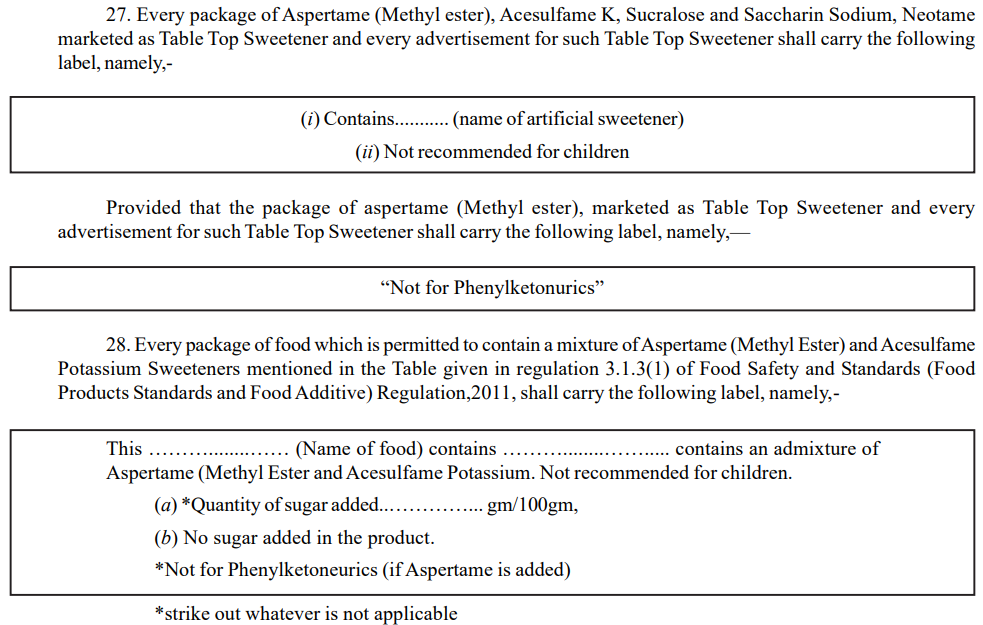 27. Every package of Aspertame (Methyl ester), Acesulfame K, Sucralose and Saccharin Sodium, Neotame
marketed as Table Top Sweetener and every advertisement for such Table Top Sweetener shall carry the following
label, namely,-
(i) Contains........... (name of artificial sweetener)
(ii) Not recommended for children
Provided that the package of aspertame (Methyl ester), marketed as Table Top Sweetener and every
advertisement for such Table Top Sweetener shall carry the following label, namely,—
“Not for Phenylketonurics”
28. Every package of food which is permitted to contain a mixture of Aspertame (Methyl Ester) and Acesulfame
Potassium Sweeteners mentioned in the Table given in regulation 3.1.3(1) of Food Safety and Standards (Food
Products Standards and Food Additive) Regulation,2011, shall carry the following label, namely,-
This ………..........…… (Name of food) contains ………..........……..... contains an admixture of
Aspertame (Methyl Ester and Acesulfame Potassium. Not recommended for children.
(a) *Quantity of sugar added...…………... gm/100gm,
(b) No sugar added in the product.
*Not for Phenylketoneurics (if Aspertame is added)
*strike out whatever is not applicable